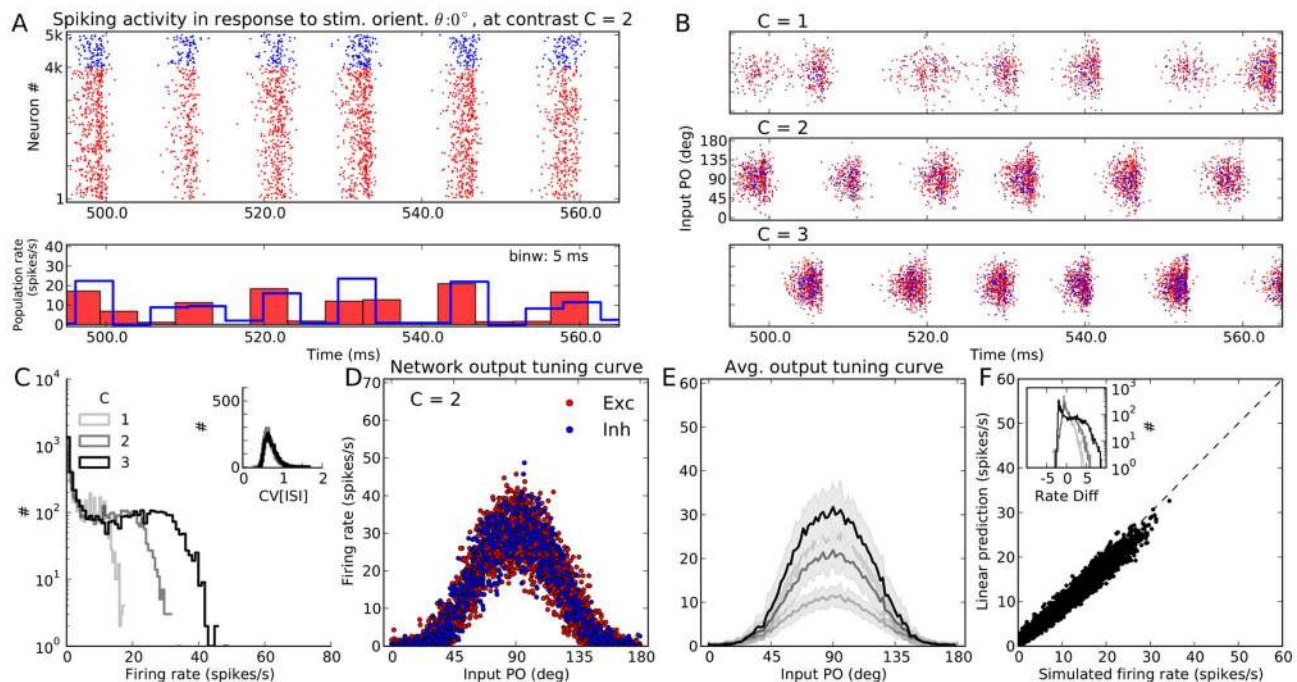 A Spiking activity in response to stim. orient. θ:0°, at contrast C = 2
5k
4k
Neuron #
1
500.0 520.0 540.0 560.0
Population rate
(spikes/s)
40
30
20
10
0
binw: 5 ms
500.0 520.0 540.0 560.0
Time (ms)
B
C = 1
C = 2
Input PO (deg)
180
135
90
45
0
C = 3
500.0 520.0 540.0 560.0
C
10⁴
10³
10²
10¹
10⁰
#
C
1
2
3
500
0
#
0 1 2
CV[ISI]
0 20 40 60 80
Firing rate (spikes/s)
D Network output tuning curve
C = 2
Exc
Inh
70
60
50
40
30
20
10
0
Firing rate (spikes/s)
0 45 90 135 180
Input PO (deg)
E Avg. output tuning curve
60
50
40
30
20
10
0
0 45 90 135 180
Input PO (deg)
F
60
50
40
30
20
10
0
Linear prediction (spikes/s)
10³
10²
10¹
10⁰
#
-5 0 5
Rate Diff
0 10 20 30 40 50 60
Simulated firing rate (spikes/s)